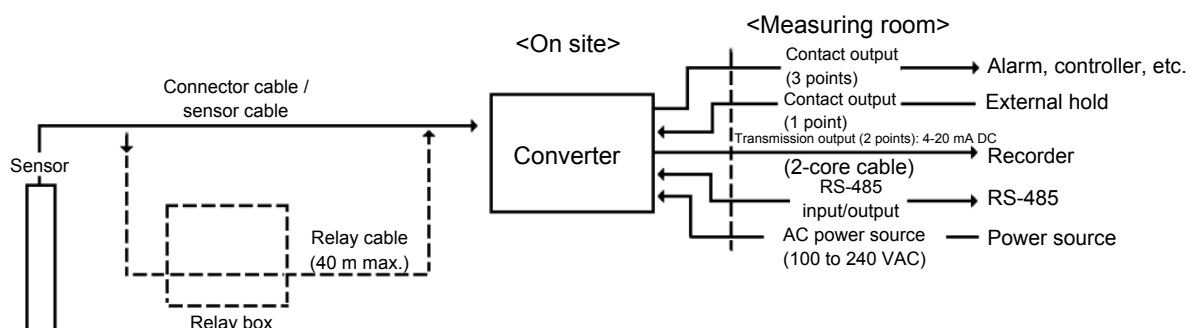 <On site>
<Measuring room>
Connector cable /
sensor cable
Sensor
Relay cable
(40 m max.)
Relay box
Converter
Contact output
(3 points)
Alarm, controller, etc.
Contact output
(1 point)
External hold
Transmission output (2 points): 4-20 mA DC
(2-core cable)
Recorder
RS-485
input/output
RS-485
AC power source
(100 to 240 VAC)
Power source